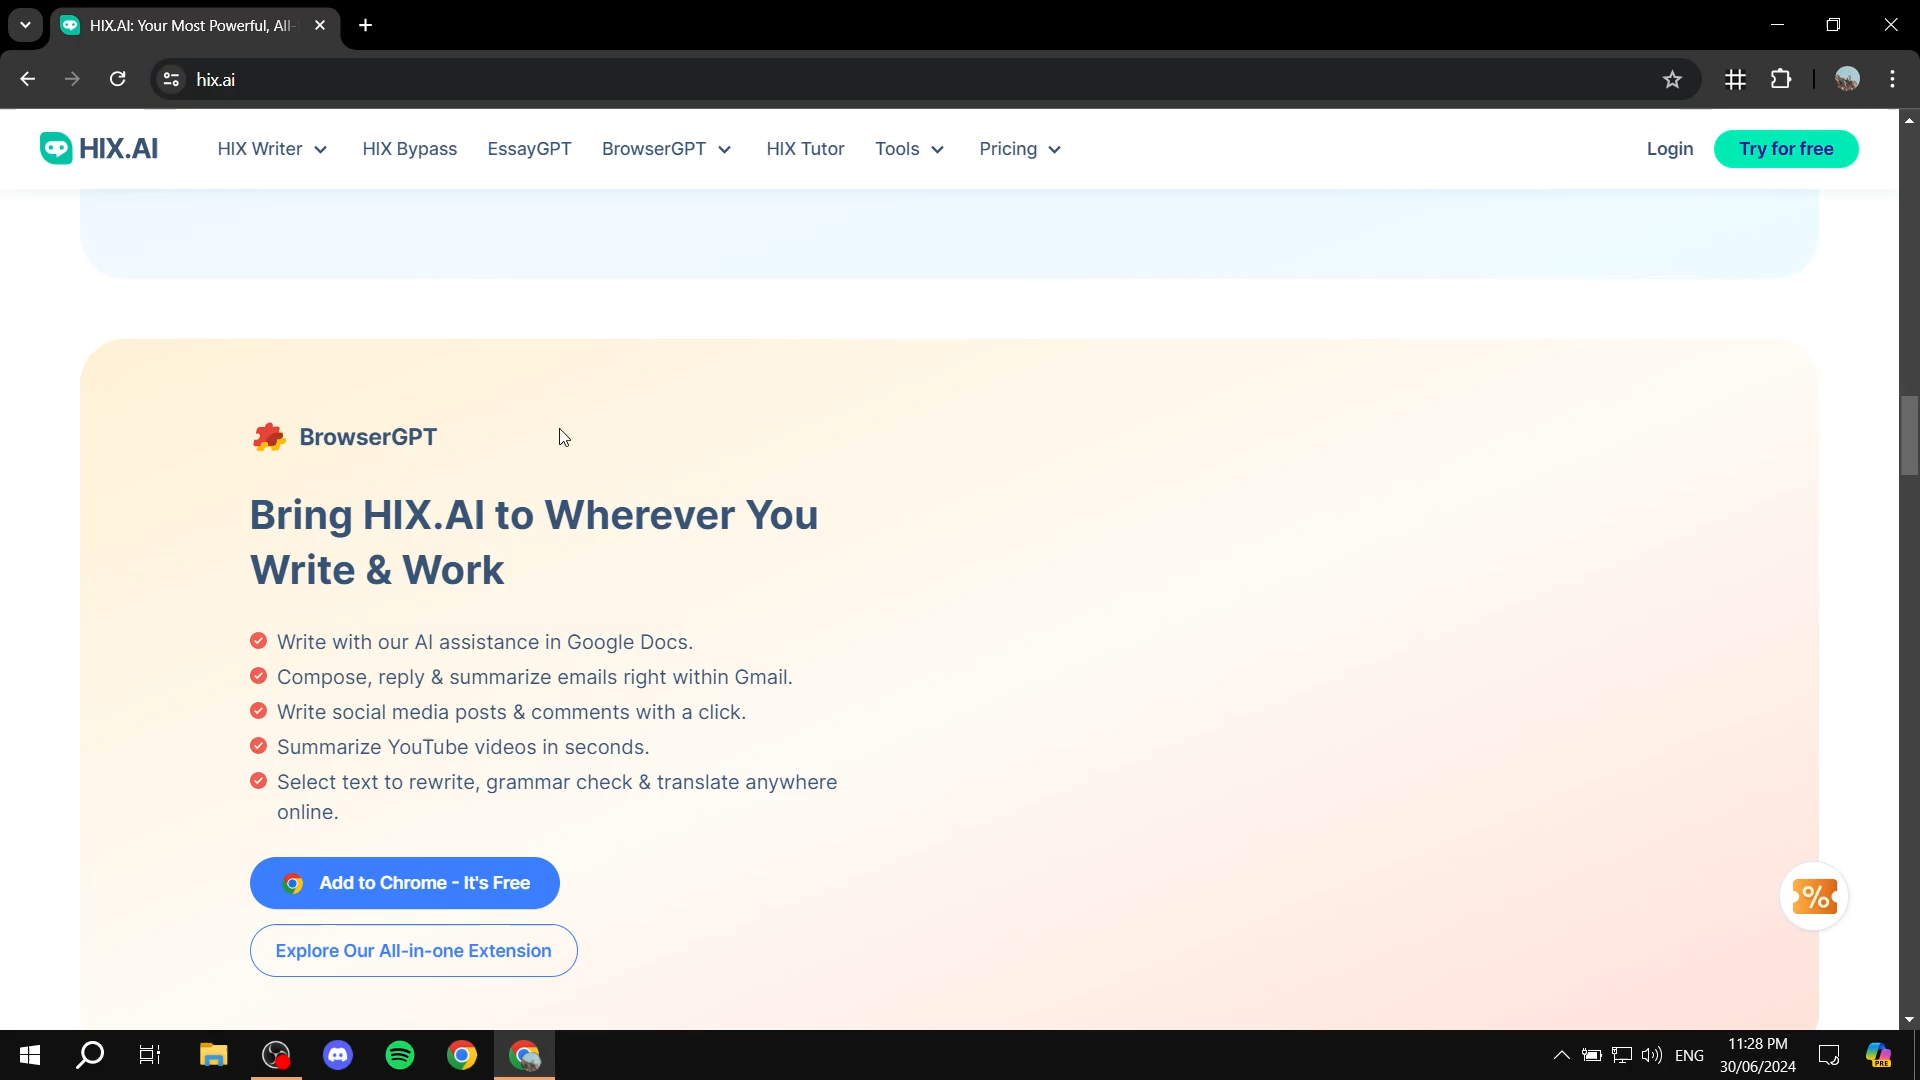 HIX.AI: Your Most Powerful, All-
hix.ai
HIX.AI
HIX Writer
HIX Bypass
EssayGPT
BrowserGPT
HIX Tutor
Tools
Pricing
Login
Try for free
BrowserGPT
Bring HIX.AI to Wherever You
Write & Work
Write with our AI assistance in Google Docs.
Compose, reply & summarize emails right within Gmail.
Write social media posts & comments with a click.
Summarize YouTube videos in seconds.
Select text to rewrite, grammar check & translate anywhere
online.
Add to Chrome - It's Free
Explore Our All-in-one Extension
%
ENG
11:28 PM
30/06/2024
PRE